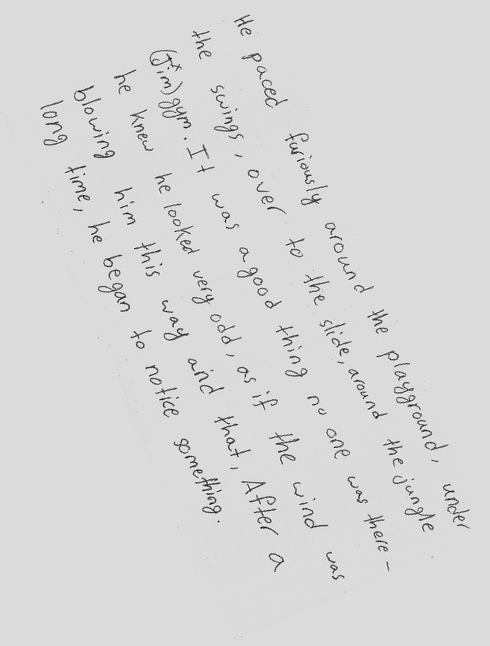 He paced furiously around the playground, under
the swings, over to the slide, around the jungle
(Jim) gym. It was a good thing no one was there-
he knew he looked very odd, as if the wind was
blowing him this way and that, After a
long time, he began to notice something.